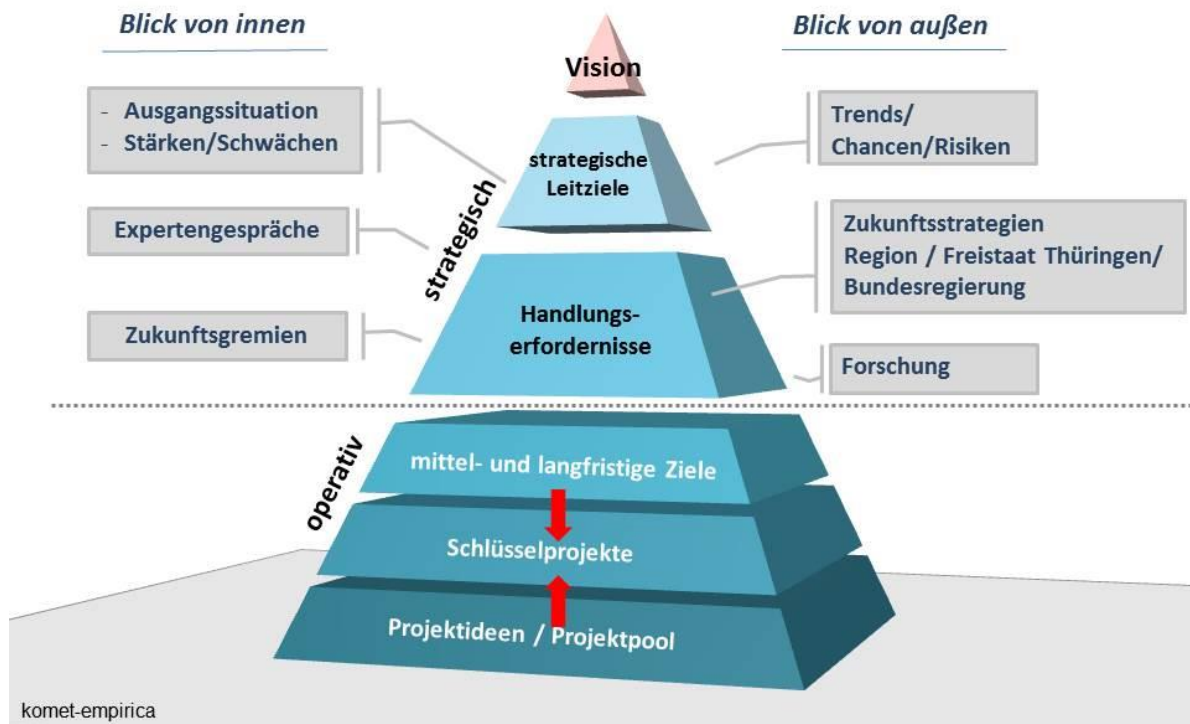 Blick von innen
Blick von außen
Vision
- Ausgangssituation
- Stärken/Schwächen
Trends/
Chancen/Risiken
strategische
Leitziele
strategisch
Expertengespräche
Zukunftsstrategien
Region / Freistaat Thüringen/
Bundesregierung
Handlungs-
erfordernisse
Zukunftsgremien
Forschung
operativ
mittel- und langfristige Ziele
Schlüsselprojekte
Projektideen / Projektpool
komet-empirica